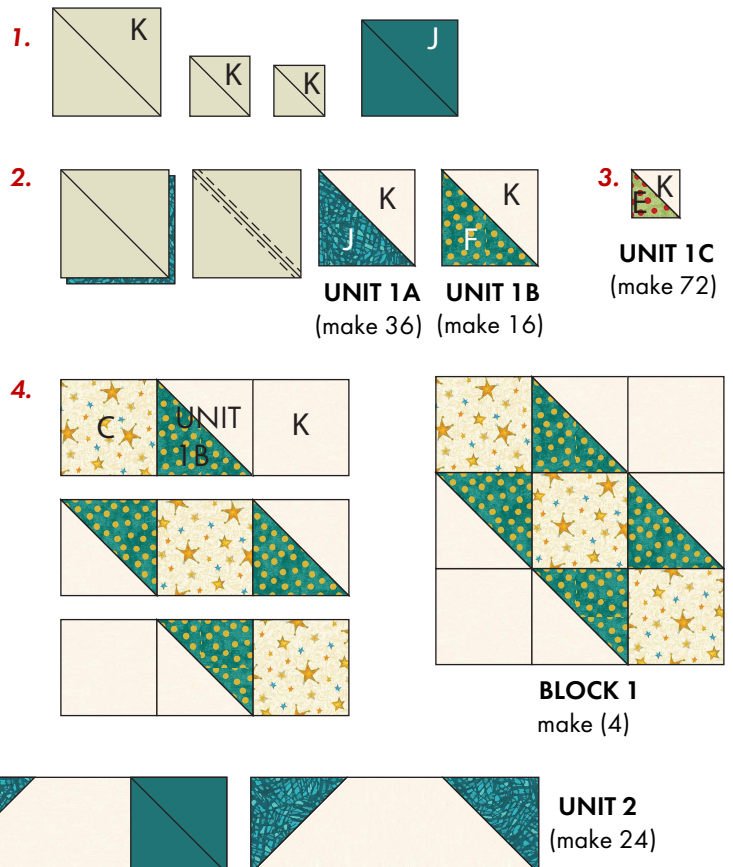 1.
K
K
K
J
2.
J
K
F
K
UNIT 1A
(make 36)
UNIT 1B
(make 16)
3.
E
K
UNIT 1C
(make 72)
4.
C
UNIT
1B
K
BLOCK 1
make (4)
UNIT 2
(make 24)